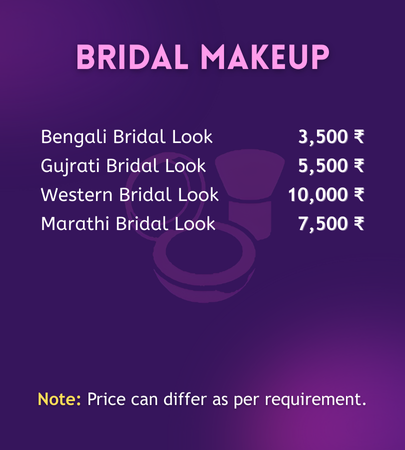 BRIDAL MAKEUP
Bengali Bridal Look 3,500 ₹
Gujrati Bridal Look 5,500 ₹
Western Bridal Look 10,000 ₹
Marathi Bridal Look 7,500 ₹
Note: Price can differ as per requirement.